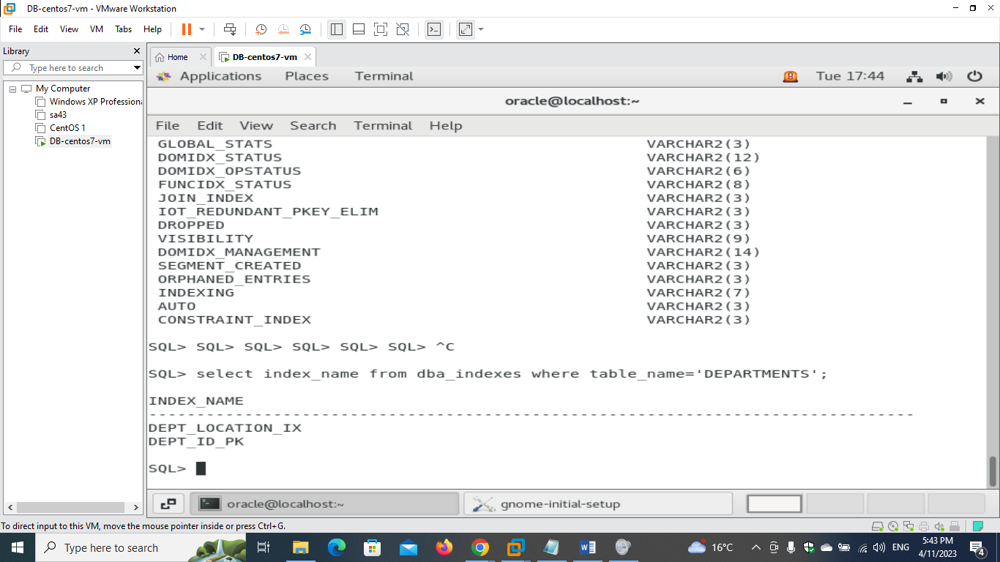 DB-centos7-vm - VMware Workstation
File Edit View VM Tabs Help
Library
Type here to search
My Computer
Windows XP Professiona
sa43
CentOS 1
DB-centos7-vm
Home DB-centos7-vm
Applications Places Terminal Tue 17:44
oracle@localhost:~
File Edit View Search Terminal Help
GLOBAL_STATS VARCHAR2(3)
DOMIDX_STATUS VARCHAR2(12)
DOMIDX_OPSTATUS VARCHAR2(6)
FUNCIDX_STATUS VARCHAR2(8)
JOIN_INDEX VARCHAR2(3)
IOT_REDUNDANT_PKEY_ELIM VARCHAR2(3)
DROPPED VARCHAR2(3)
VISIBILITY VARCHAR2(9)
DOMIDX_MANAGEMENT VARCHAR2(14)
SEGMENT_CREATED VARCHAR2(3)
ORPHANED_ENTRIES VARCHAR2(3)
INDEXING VARCHAR2(7)
AUTO VARCHAR2(3)
CONSTRAINT_INDEX VARCHAR2(3)
SQL> SQL> SQL> SQL> SQL> SQL> ^C
SQL> select index_name from dba_indexes where table_name='DEPARTMENTS';
INDEX_NAME
--------------------------------------------------------------------------------
DEPT_LOCATION_IX
DEPT_ID_PK
SQL>
oracle@localhost:~ gnome-initial-setup
To direct input to this VM, move the mouse pointer inside or press Ctrl+G.
Type here to search 16°C ENG 5:43 PM
4/11/2023 4